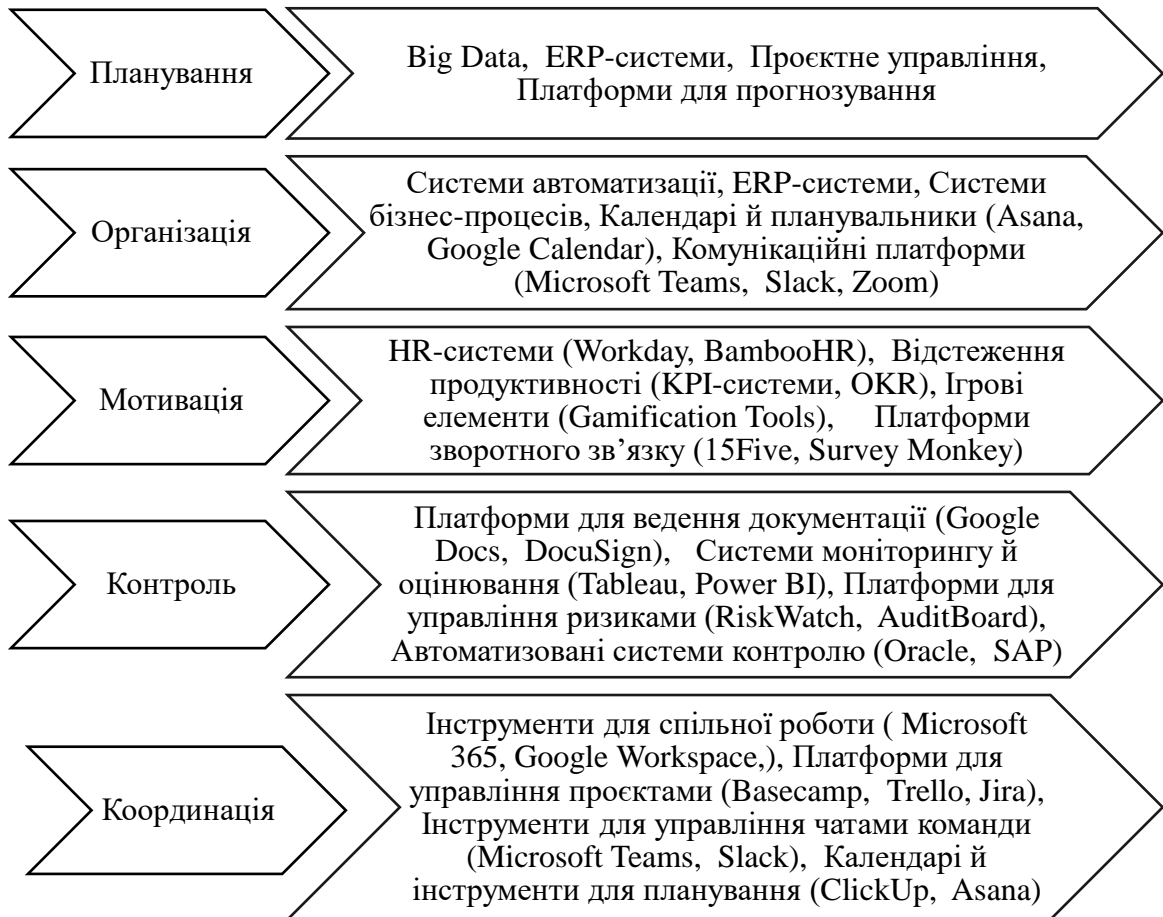 Планування
Big Data, ERP-системи, Проєктне управління,
Платформи для прогнозування
Організація
Системи автоматизації, ERP-системи, Системи
бізнес-процесів, Календарі й планувальники (Asana,
Google Calendar), Комунікаційні платформи
(Microsoft Teams, Slack, Zoom)
Мотивація
HR-системи (Workday, BambooHR), Відстеження
продуктивності (KPI-системи, OKR), Ігрові
елементи (Gamification Tools), Платформи
зворотного зв’язку (15Five, Survey Monkey)
Контроль
Платформи для ведення документації (Google
Docs, DocuSign), Системи моніторингу й
оцінювання (Tableau, Power BI), Платформи для
управління ризиками (RiskWatch, AuditBoard),
Автоматизовані системи контролю (Oracle, SAP)
Координація
Інструменти для спільної роботи ( Microsoft
365, Google Workspace,), Платформи для
управління проєктами (Basecamp, Trello, Jira),
Інструменти для управління чатами команди
(Microsoft Teams, Slack), Календарі й
інструменти для планування (ClickUp, Asana)